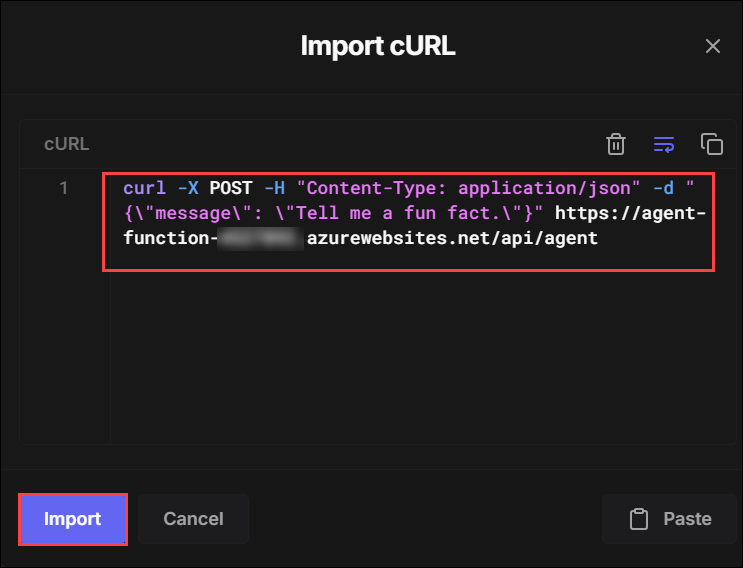 Import cURL
cURL
1
curl -X POST -H "Content-Type: application/json" -d "
{\"message\": \"Tell me a fun fact.\"}" https://agent-
function- .azurewebsites.net/api/agent
Import
Cancel
Paste